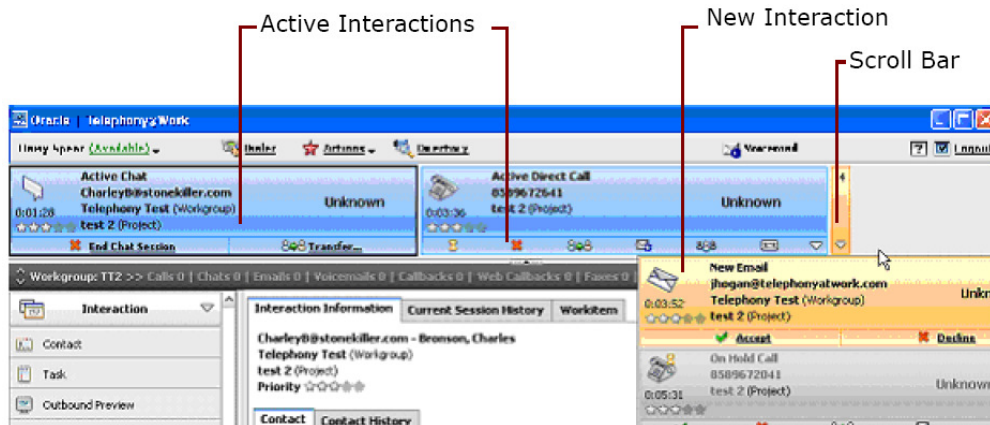 Active Interactions
New Interaction
Scroll Bar
Oracle | Telephony@Work
(Available)
Dialer
Actions
Directory
Voicemail
?
Logout
Active Chat
CharleyB@stonekiller.com
Telephony Test (Workgroup)
test 2 (Project)
Unknown
0:01:28
End Chat Session
Transfer...
Active Direct Call
8589672641
test 2 (Project)
Unknown
0:03:36
4
Workgroup: TT2 >> Calls 0 | Chats 0 | Emails 0 | Voicemails 0 | Callbacks 0 | Web Callbacks 0 | Faxes 0 |
New Email
jhogan@telephonyatwork.com
Telephony Test (Workgroup)
test 2 (Project)
0:03:52
Accept
Decline
On Hold Call
8589672041
test 2 (Project)
Unknown
0:05:31
Interaction
Contact
Task
Outbound Preview
Interaction Information
Current Session History
WorkItem
CharleyB@stonekiller.com - Bronson, Charles
Telephony Test (Workgroup)
test 2 (Project)
Priority
Contact
Contact History